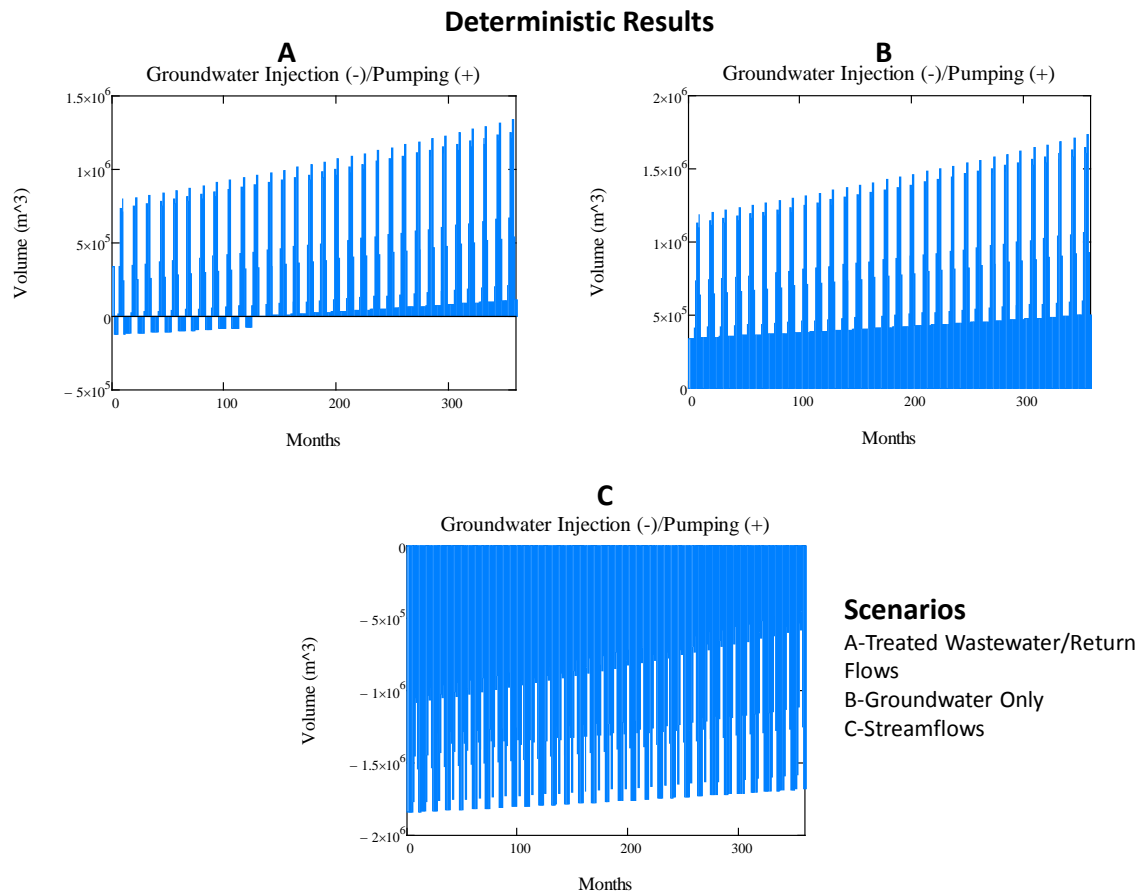 Deterministic Results
A
Groundwater Injection (-)/Pumping (+)
1.5×10^6
1×10^6
5×10^5
0
− 5×10^5
Volume (m^3)
0 100 200 300
Months
B
Groundwater Injection (-)/Pumping (+)
2×10^6
1.5×10^6
1×10^6
5×10^5
0
Volume (m^3)
0 100 200 300
Months
C
Groundwater Injection (-)/Pumping (+)
0
− 5×10^5
− 1×10^6
− 1.5×10^6
− 2×10^6
Volume (m^3)
0 100 200 300
Months
Scenarios
A-Treated Wastewater/Return
Flows
B-Groundwater Only
C-Streamflows